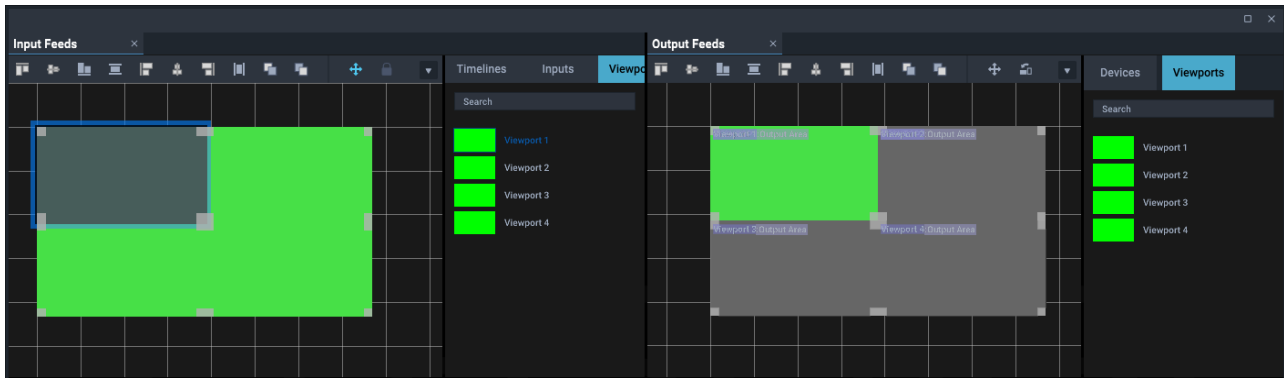 Input Feeds
Timelines Inputs Viewpo
Search
Viewport 1
Viewport 2
Viewport 3
Viewport 4
Output Feeds
Devices Viewports
Search
Viewport 1
Viewport 2
Viewport 3
Viewport 4
Viewport 1 Output Area
Viewport 2 Output Area
Viewport 3 Output Area
Viewport 4 Output Area